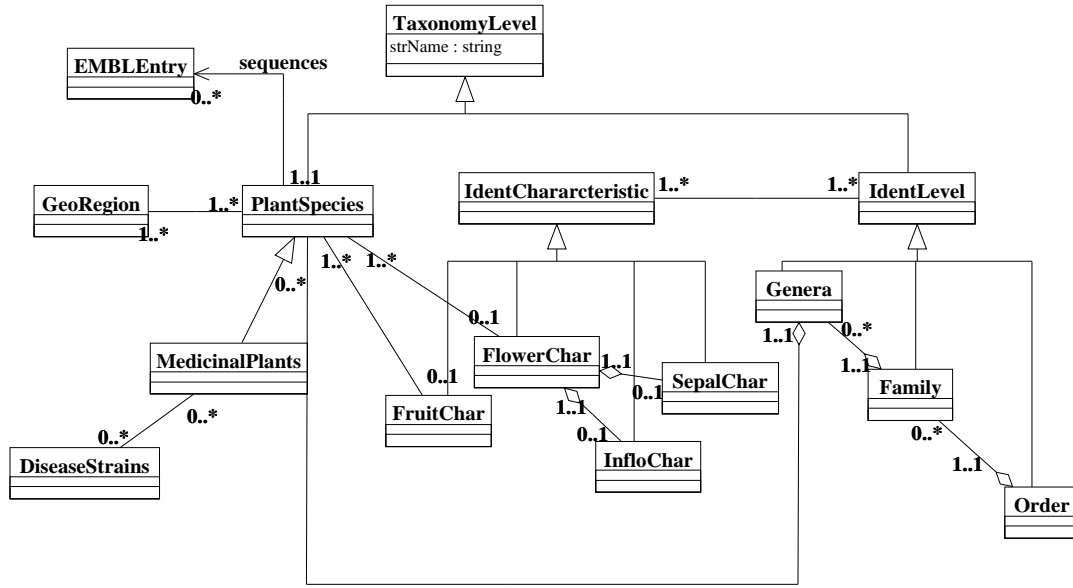 TaxonomyLevel
strName : string
EMBLEntry
sequences
0..*
1..1
GeoRegion
1..*
1..*
PlantSpecies
IdentChararcteristic
1..*
1..*
IdentLevel
0..*
1..*
1..*
0..1
Genera
1..1
0..*
MedicinalPlants
FlowerChar
1..1
SepalChar
0..1
1..1
Family
0..1
FruitChar
1..1
0..1
0..*
0..*
DiseaseStrains
InfloChar
0..*
1..1
Order